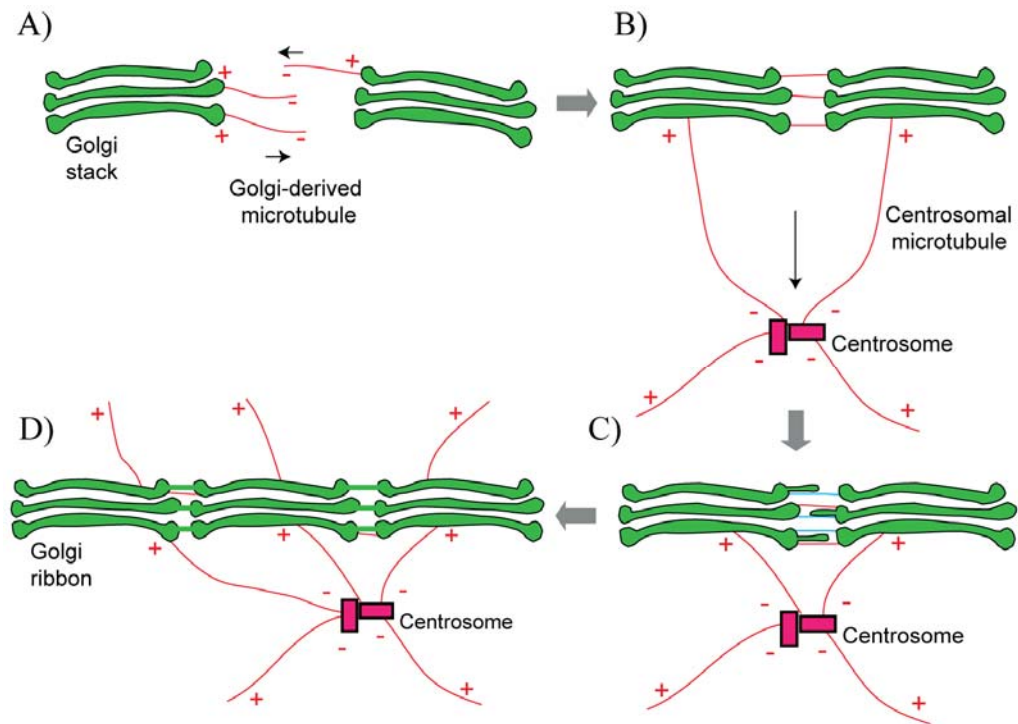 A)
+
+
-
-
+
+
-
Golgi
stack
Golgi-derived
microtubule
B)
+
+
Centrosomal
microtubule
-
-
Centrosome
-
-
+
+
C)
+
+
-
-
Centrosome
-
-
+
+
D)
+
+
+
+
+
+
Golgi
ribbon
-
-
Centrosome
-
-
+
+